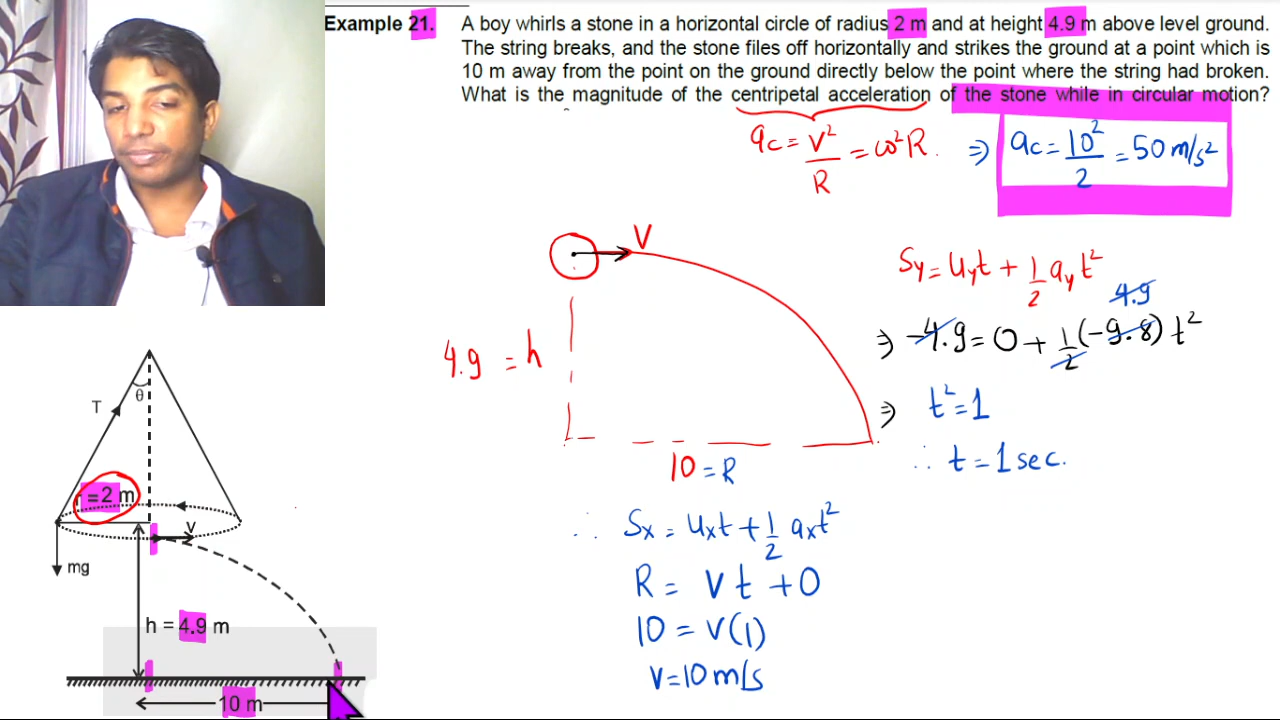 Example 21. A boy whirls a stone in a horizontal circle of radius 2 m and at height 4.9 m above level ground.
The string breaks, and the stone files off horizontally and strikes the ground at a point which is
10 m away from the point on the ground directly below the point where the string had broken.
What is the magnitude of the centripetal acceleration of the stone while in circular motion?
ac = V²/R = ω²R. ⇒ ac = 10²/2 = 50 m/s²
V
Sy = uyt + 1/2 ayt²
4.9
⇒ -4.9 = 0 + 1/2 (-9.8) t²
4.9 = h
⇒ t² = 1
∴ t = 1 sec.
10 = R
∴ Sx = uxt + 1/2 axt²
R = Vt + 0
10 = V(1)
V = 10 m/s
θ
T
= 2 m
v
mg
h = 4.9 m
10 m